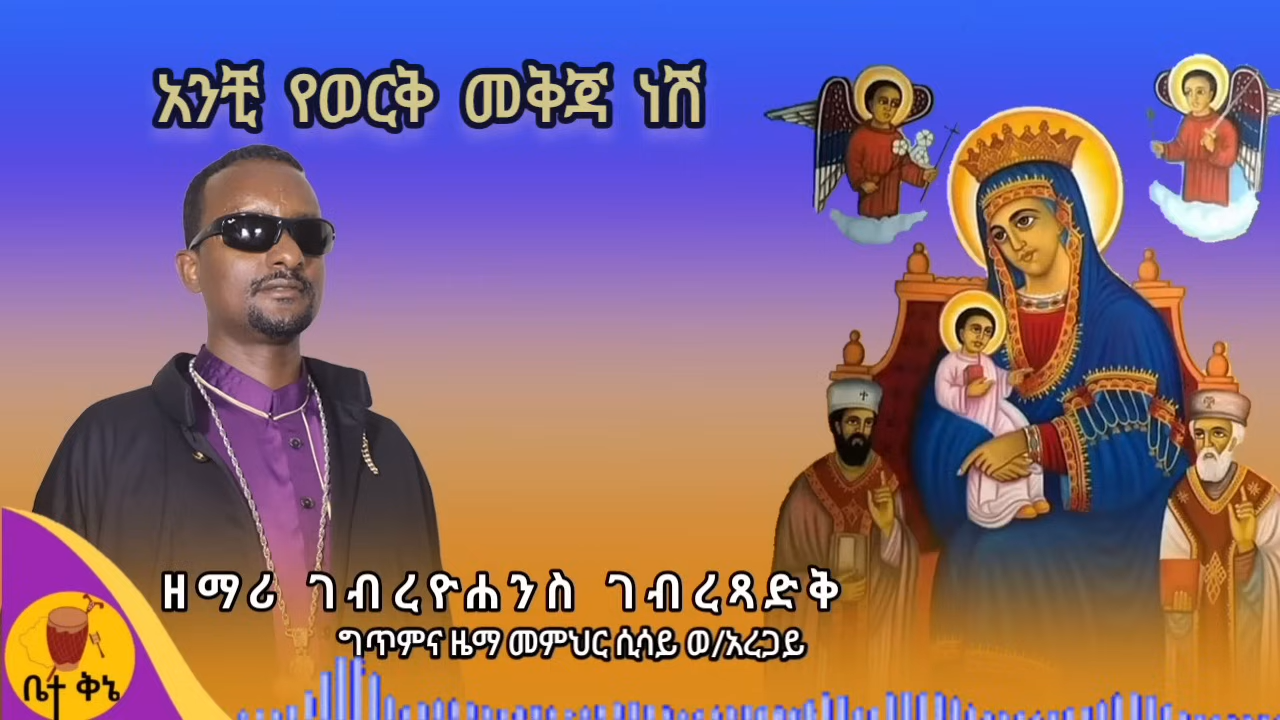 አንቺ የወርቅ መቅጃ ነሽ
ዘማሪ ገብረዮሐንስ ገብረጻድቅ
ግጥምና ዜማ መምህር ሲሳይ ወ/አረጋይ
ቤተ ቅኔ